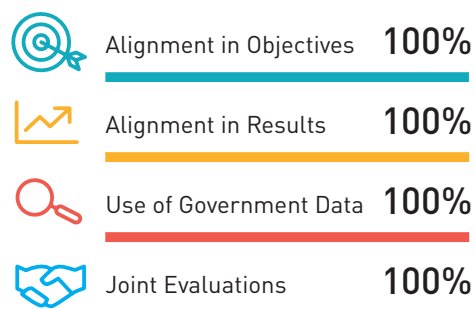 Alignment in Objectives 100%
Alignment in Results 100%
Use of Government Data 100%
Joint Evaluations 100%